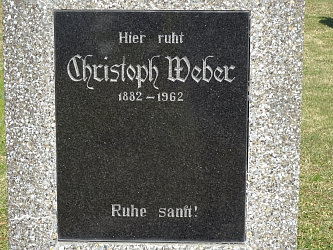 Hier ruht
Christoph Weber
1882 – 1962
Ruhe sanft!